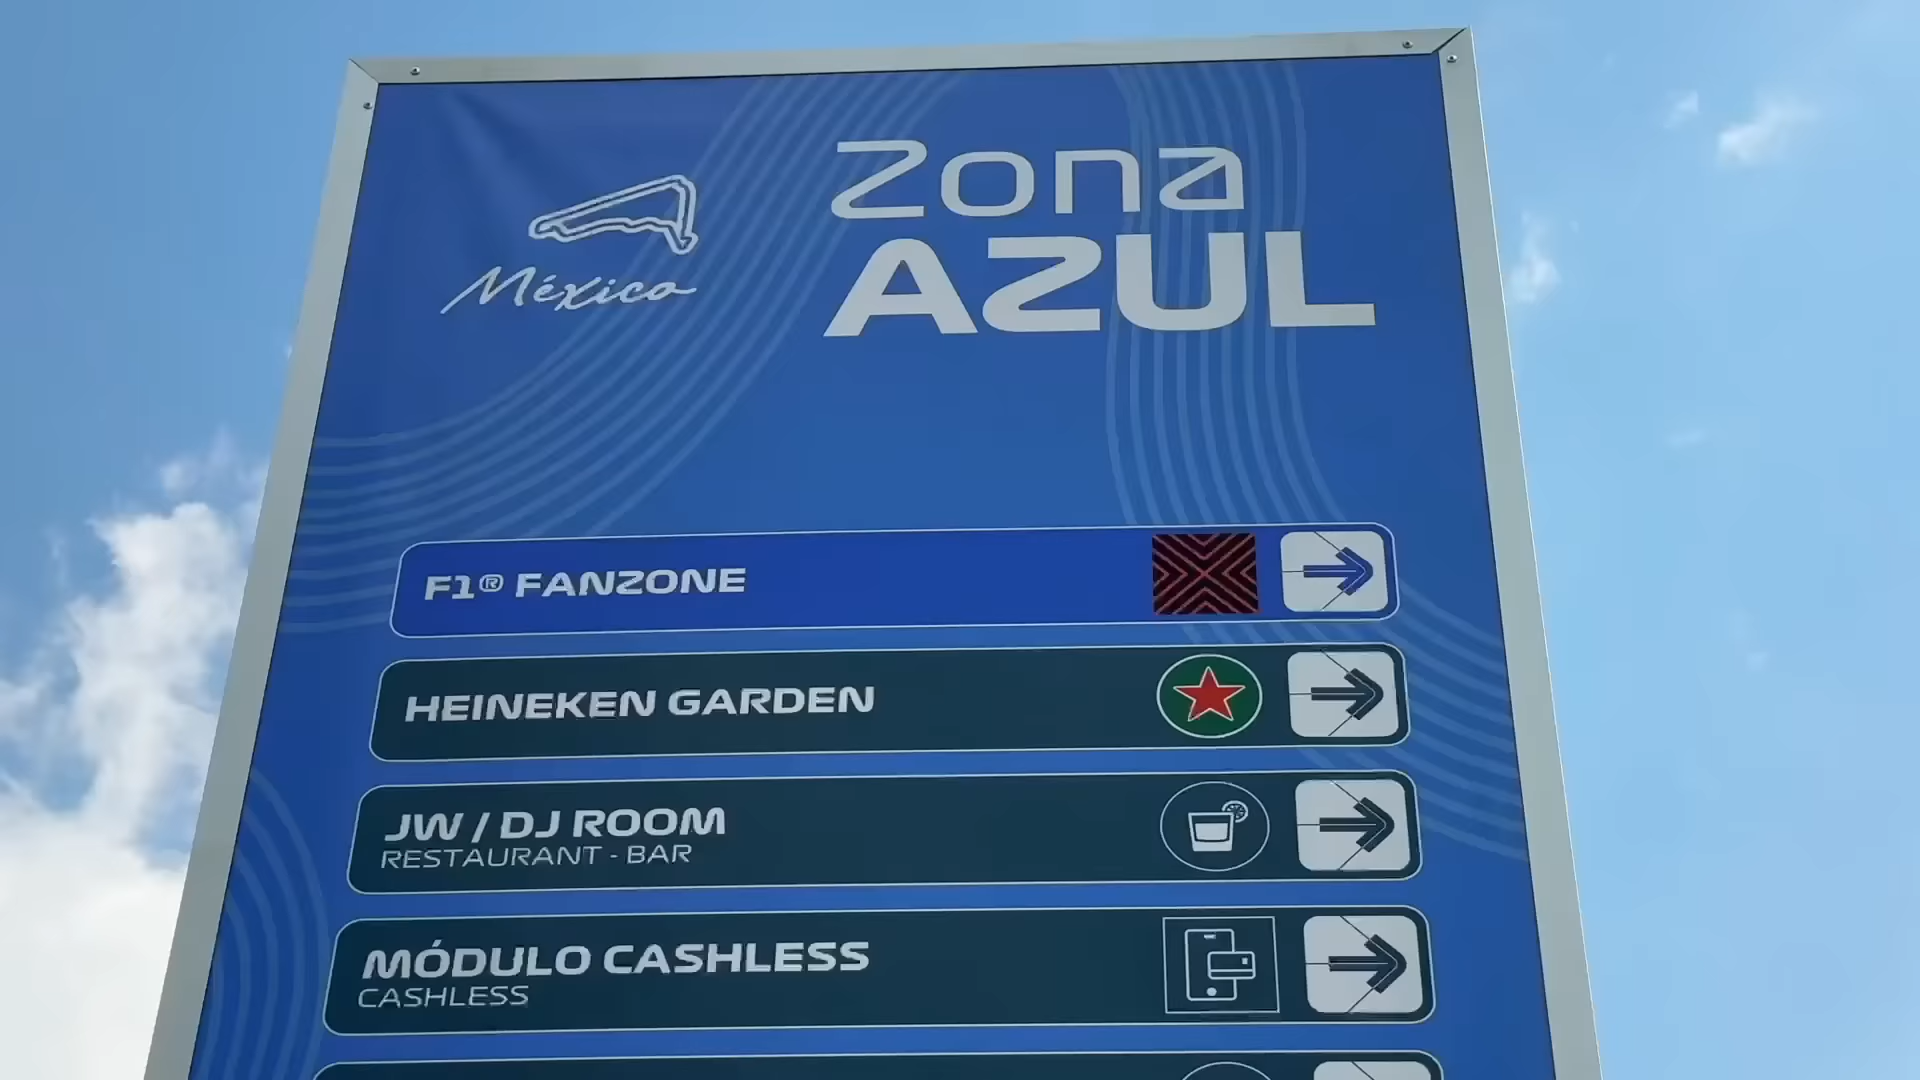 México
Zona
AZUL
F1® FANZONE
HEINEKEN GARDEN
JW / DJ ROOM
RESTAURANT - BAR
MÓDULO CASHLESS
CASHLESS